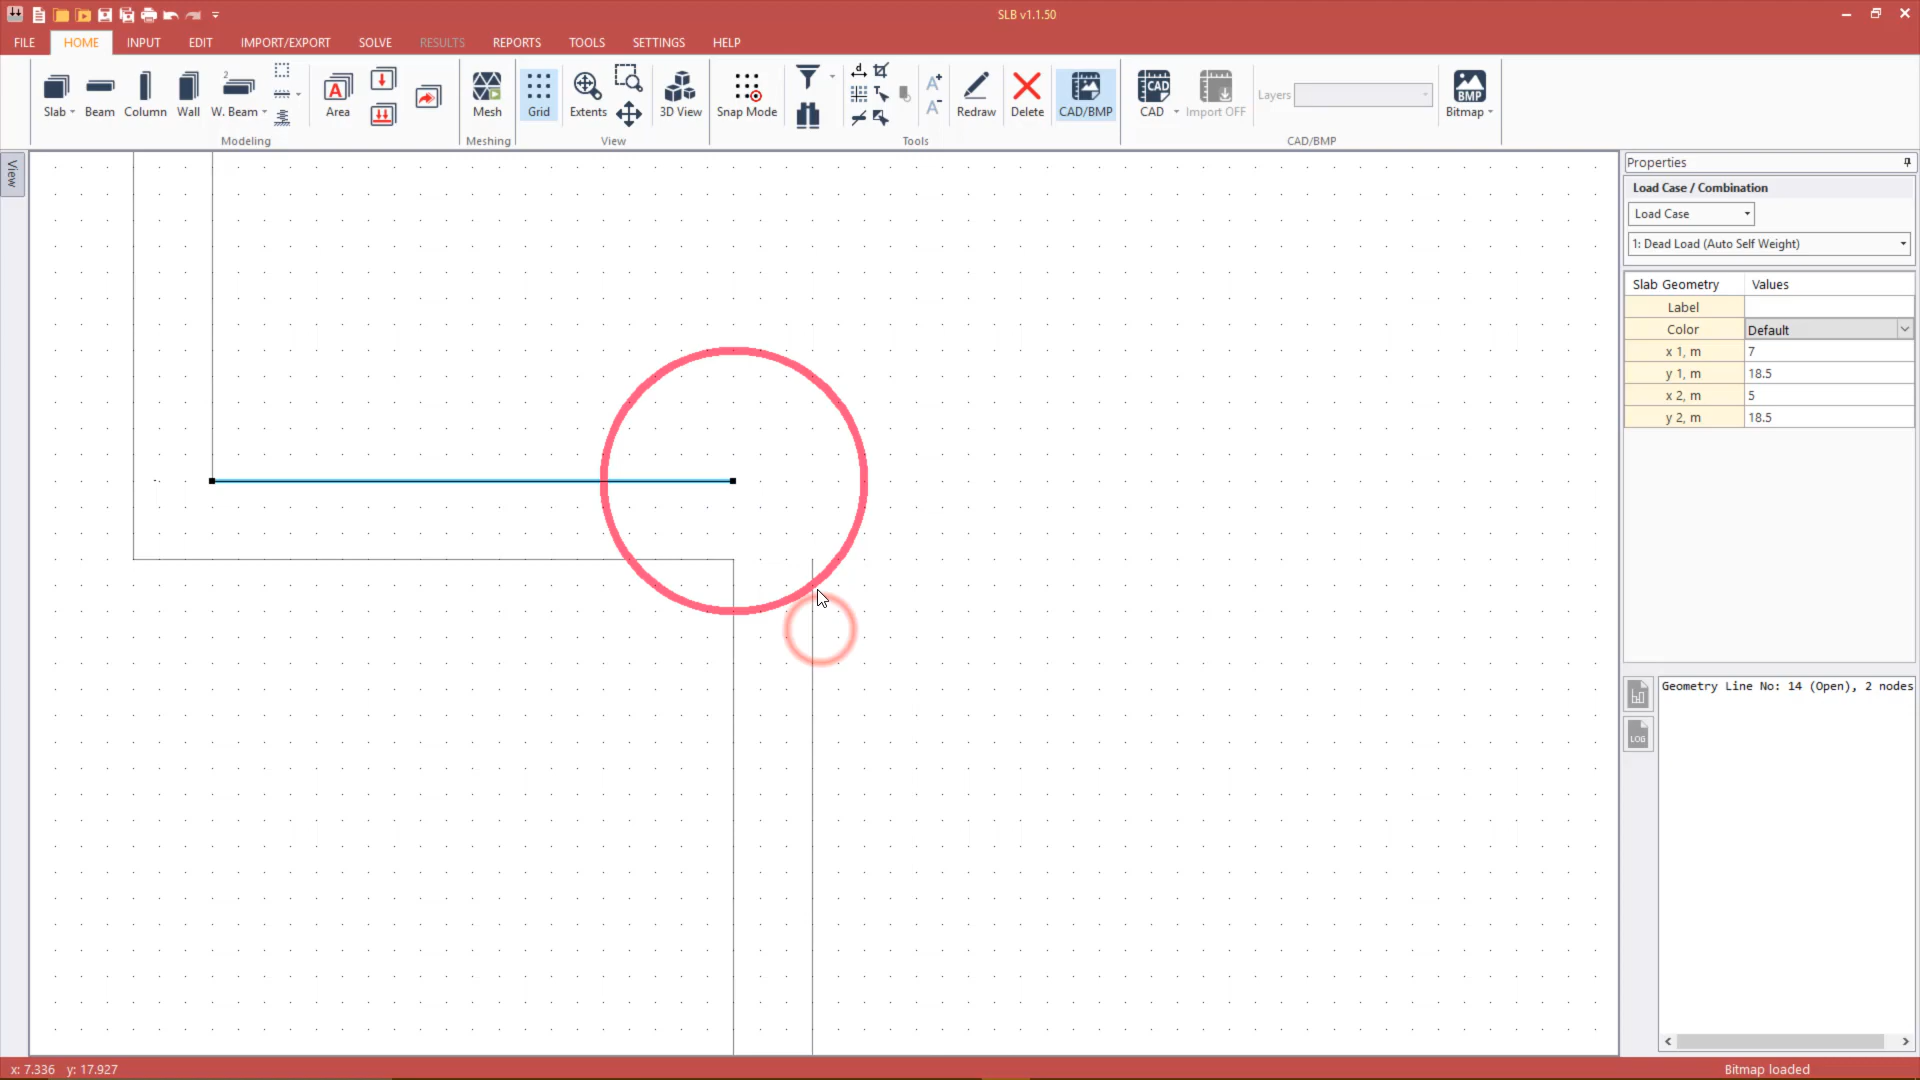 SLB v1.1.50
FILE HOME INPUT EDIT IMPORT/EXPORT SOLVE RESULTS REPORTS TOOLS SETTINGS HELP
Slab Beam Column Wall 2 W. Beam A Area Mesh Grid Extents 3D View Snap Mode d A+ A- Redraw Delete CAD/BMP CAD CAD Import OFF Layers BMP Bitmap
Modeling Meshing View Tools CAD/BMP
View
Properties
Load Case / Combination
Load Case
1: Dead Load (Auto Self Weight)
Slab Geometry Values
Label
Color Default
x 1, m 7
y 1, m 18.5
x 2, m 5
y 2, m 18.5
Geometry Line No: 14 (Open), 2 nodes
LOG
x: 7.336 y: 17.927
Bitmap loaded